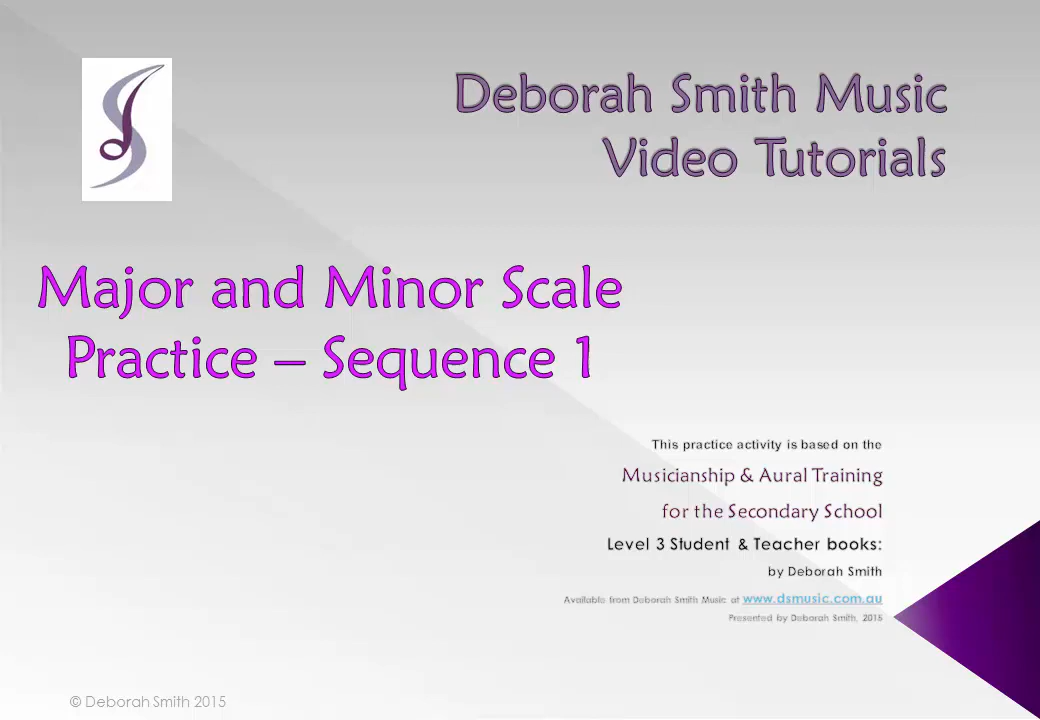 Deborah Smith Music
Video Tutorials
Major and Minor Scale
Practice – Sequence 1
This practice activity is based on the
Musicianship & Aural Training
for the Secondary School
Level 3 Student & Teacher books:
by Deborah Smith
Available from Deborah Smith Music at www.dsmusic.com.au
Presented by Deborah Smith, 2015
© Deborah Smith 2015